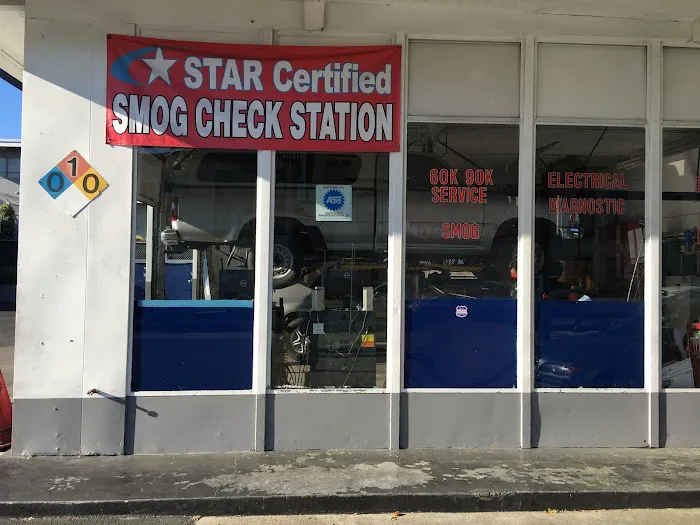 STAR Certified
SMOG CHECK STATION
1
0 0
ASE
60K 90K
SERVICE
SMOG
ELECTRICAL
DIAGNOSTIC